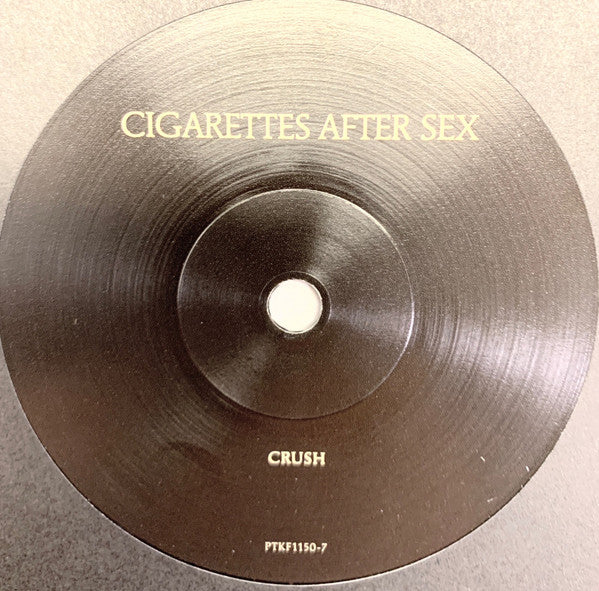 CIGARETTES AFTER SEX
CRUSH
PTKF1150-7